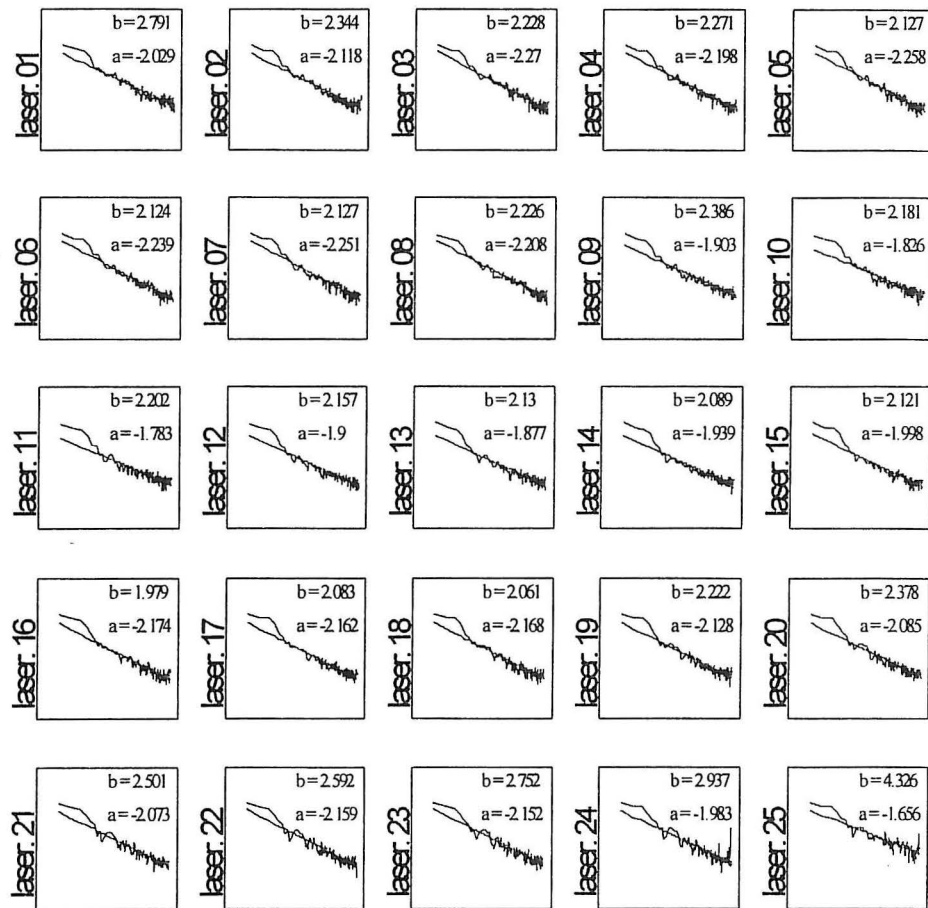 laser. 01
b=2.791
a=-2.029
laser. 02
b=2.344
a=-2.118
laser. 03
b=2.228
a=-2.27
laser. 04
b=2.271
a=-2.198
laser. 05
b=2.127
a=-2.258
laser. 06
b=2.124
a=-2.239
laser. 07
b=2.127
a=-2.251
laser. 08
b=2.226
a=-2.208
laser. 09
b=2.386
a=-1.903
laser. 10
b=2.181
a=-1.826
laser. 11
b=2.202
a=-1.783
laser. 12
b=2.157
a=-1.9
laser. 13
b=2.13
a=-1.877
laser. 14
b=2.089
a=-1.939
laser. 15
b=2.121
a=-1.998
laser. 16
b=1.979
a=-2.174
laser. 17
b=2.083
a=-2.162
laser. 18
b=2.061
a=-2.168
laser. 19
b=2.222
a=-2.128
laser. 20
b=2.378
a=-2.085
laser. 21
b=2.501
a=-2.073
laser. 22
b=2.592
a=-2.159
laser. 23
b=2.752
a=-2.152
laser. 24
b=2.937
a=-1.983
laser. 25
b=4.326
a=-1.656